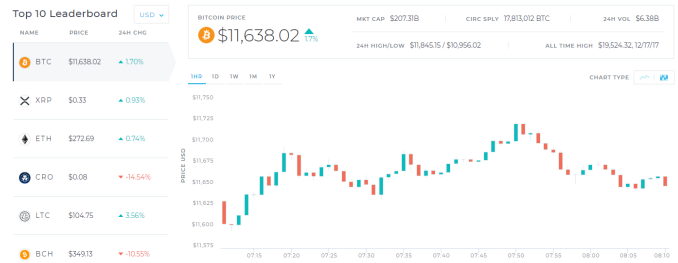 Top 10 Leaderboard
USD
NAME PRICE 24H CHG
BTC $11,638.02 1.70%
XRP $0.33 0.93%
ETH $272.69 0.74%
CRO $0.08 -14.54%
LTC $104.75 3.56%
BCH $349.13 -10.55%
BITCOIN PRICE
$11,638.02 1.7%
MKT CAP $207.31B CIRC SPLY 17,813,012 BTC 24H VOL $6.38B
24H HIGH/LOW $11,845.15 / $10,956.02 ALL TIME HIGH $19,524.32, 12/17/17
1HR 1D 1W 1M 1Y
CHART TYPE
PRICE USD
$11,750
$11,725
$11,700
$11,675
$11,650
$11,625
$11,600
$11,575
07:15 07:20 07:25 07:30 07:35 07:40 07:45 07:50 07:55 08:00 08:05 08:10